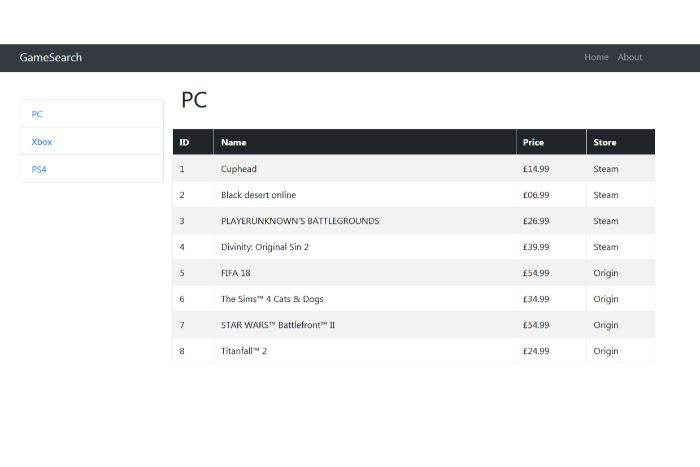 GameSearch Home About
PC
PC
Xbox
PS4
ID Name Price Store
1 Cuphead £14.99 Steam
2 Black desert online £06.99 Steam
3 PLAYERUNKNOWN'S BATTLEGROUNDS £26.99 Steam
4 Divinity: Original Sin 2 £39.99 Steam
5 FIFA 18 £54.99 Origin
6 The Sims™ 4 Cats & Dogs £34.99 Origin
7 STAR WARS™ Battlefront™ II £54.99 Origin
8 Titanfall™ 2 £24.99 Origin